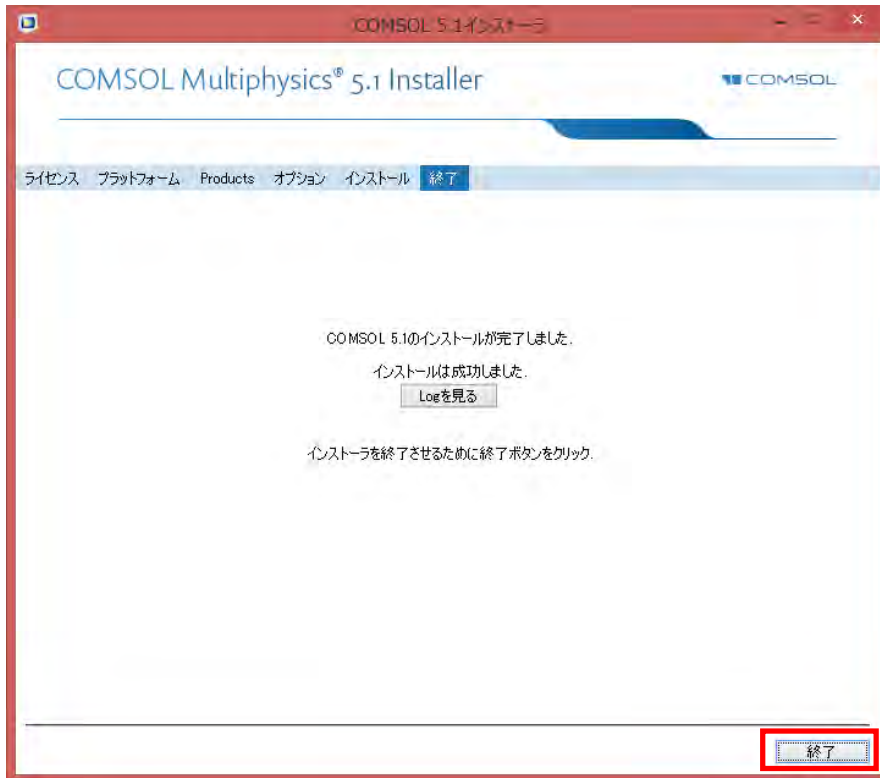 COMSOL 5.1インストーラ
COMSOL Multiphysics® 5.1 Installer
COMSOL
ライセンス プラットフォーム Products オプション インストール 終了
COMSOL 5.1のインストールが完了しました.
インストールは成功しました.
Logを見る
インストーラを終了させるために終了ボタンをクリック.
終了